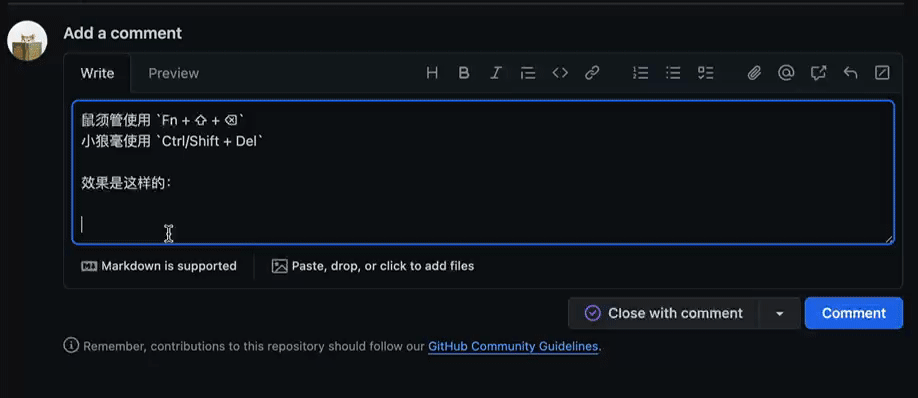 Add a comment
Write Preview
鼠须管使用 `Fn + ⇧ + ⌫`
小狼毫使用 `Ctrl/Shift + Del`
效果是这样的：
Markdown is supported
Paste, drop, or click to add files
Close with comment
Comment
Remember, contributions to this repository should follow our GitHub Community Guidelines.